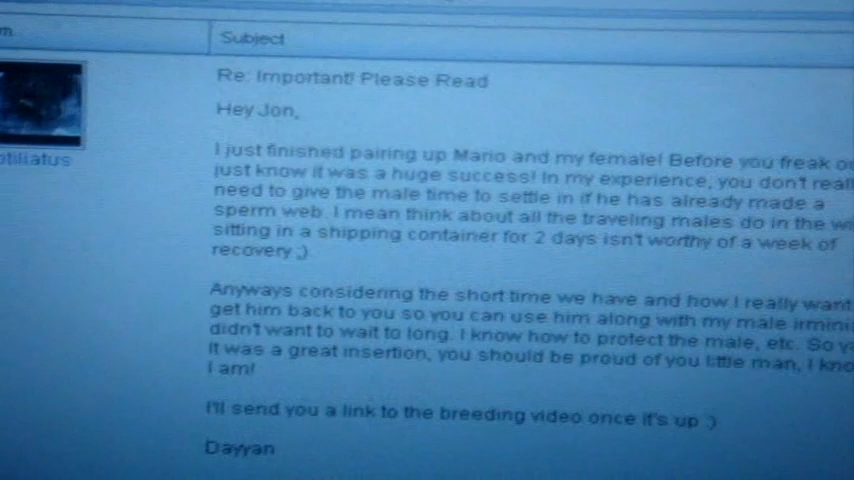 Subject
Re: Important! Please Read
Hey Jon,
I just finished pairing up Mario and my female! Before you freak
just know it was a huge success! In my experience, you don't
need to give the male time to settle in if he has already made a
sperm web. I mean think about all the traveling males do in the
sitting in a shipping container for 2 days isn't worthy of a week of
recovery ;)
Anyways considering the short time we have and how I really want
get him back to you so you can use him along with my male
didn't want to wait to long. I know how to protect the male, etc. So
It was a great insertion, you should be proud of you little man, I
I am!
I'll send you a link to the breeding video once it's up :)
Dayyan